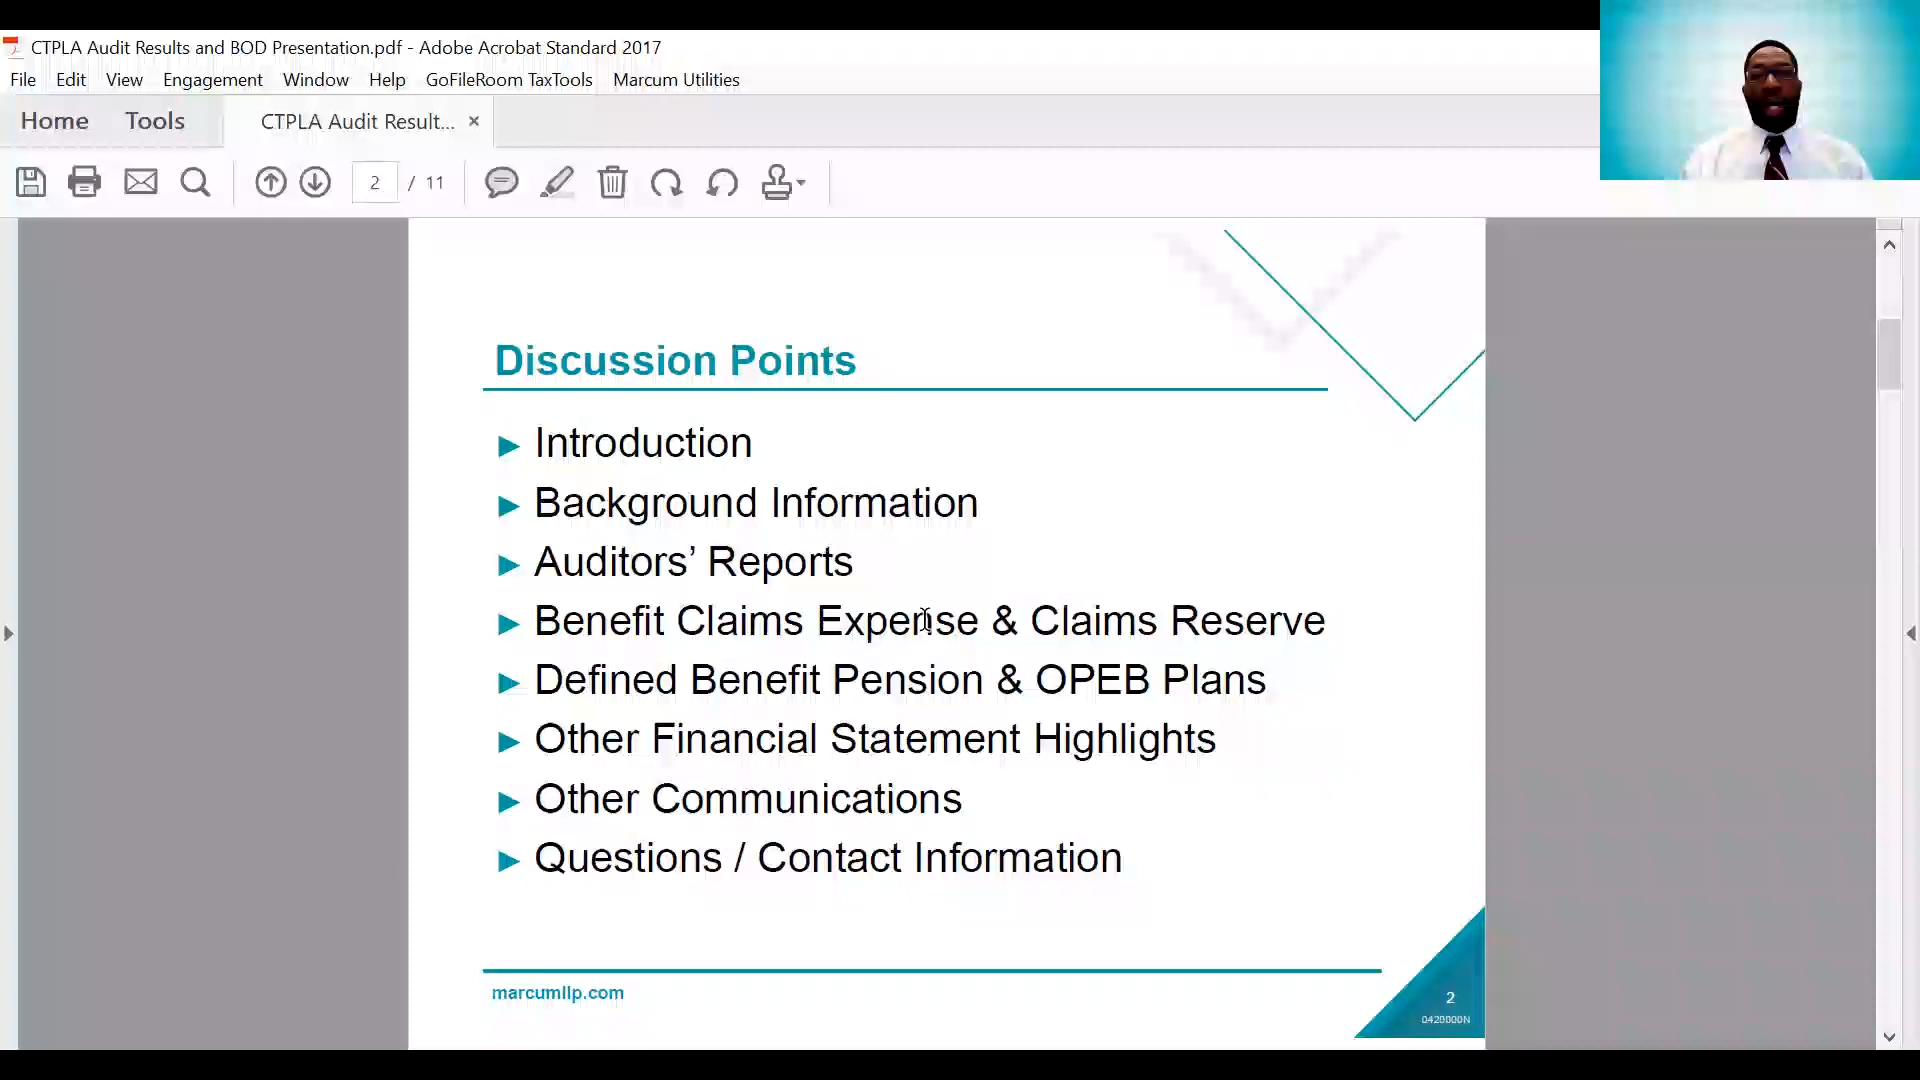 CTPLA Audit Results and BOD Presentation.pdf - Adobe Acrobat Standard 2017
File Edit View Engagement Window Help GoFileRoom TaxTools Marcum Utilities
Home Tools CTPLA Audit Result... ×
2 / 11
Discussion Points
► Introduction
► Background Information
► Auditors’ Reports
► Benefit Claims Expense & Claims Reserve
► Defined Benefit Pension & OPEB Plans
► Other Financial Statement Highlights
► Other Communications
► Questions / Contact Information
marcumllp.com
2
0420000N